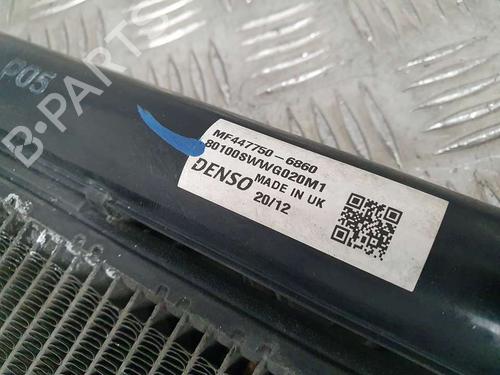 P05
MF447750-6860
80100SWWG020M1
DENSO MADE IN UK
20/12
B-PARTS